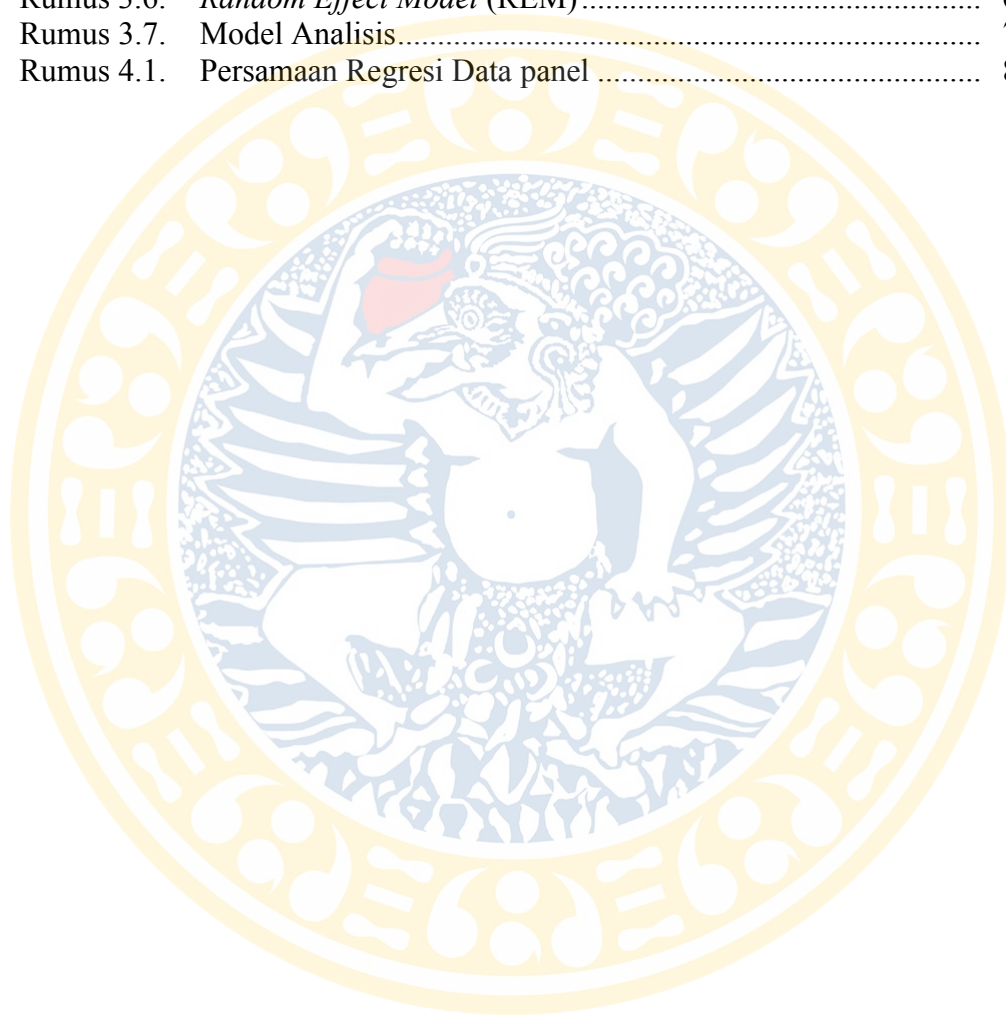 Rumus 3.6. Random Effect Model (REM)
Rumus 3.7. Model Analisis
Rumus 4.1. Persamaan Regresi Data panel